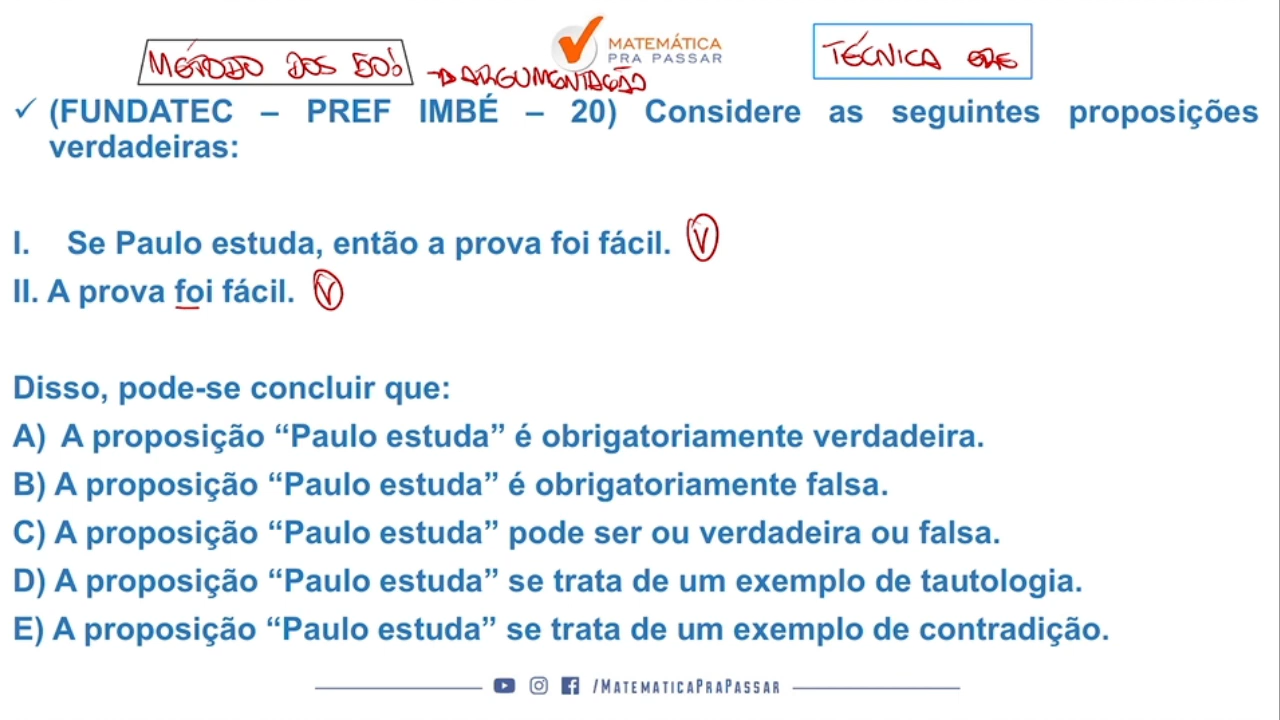 MÉTODO DOS 50!
→ ARGUMENTAÇÃO
MATEMÁTICA
PRA PASSAR
TÉCNICA
✓ (FUNDATEC – PREF IMBÉ – 20) Considere as seguintes proposições
verdadeiras:
I. Se Paulo estuda, então a prova foi fácil. V
II. A prova foi fácil. V
Disso, pode-se concluir que:
A) A proposição “Paulo estuda” é obrigatoriamente verdadeira.
B) A proposição “Paulo estuda” é obrigatoriamente falsa.
C) A proposição “Paulo estuda” pode ser ou verdadeira ou falsa.
D) A proposição “Paulo estuda” se trata de um exemplo de tautologia.
E) A proposição “Paulo estuda” se trata de um exemplo de contradição.
/MATEMATICAPRAPASSAR